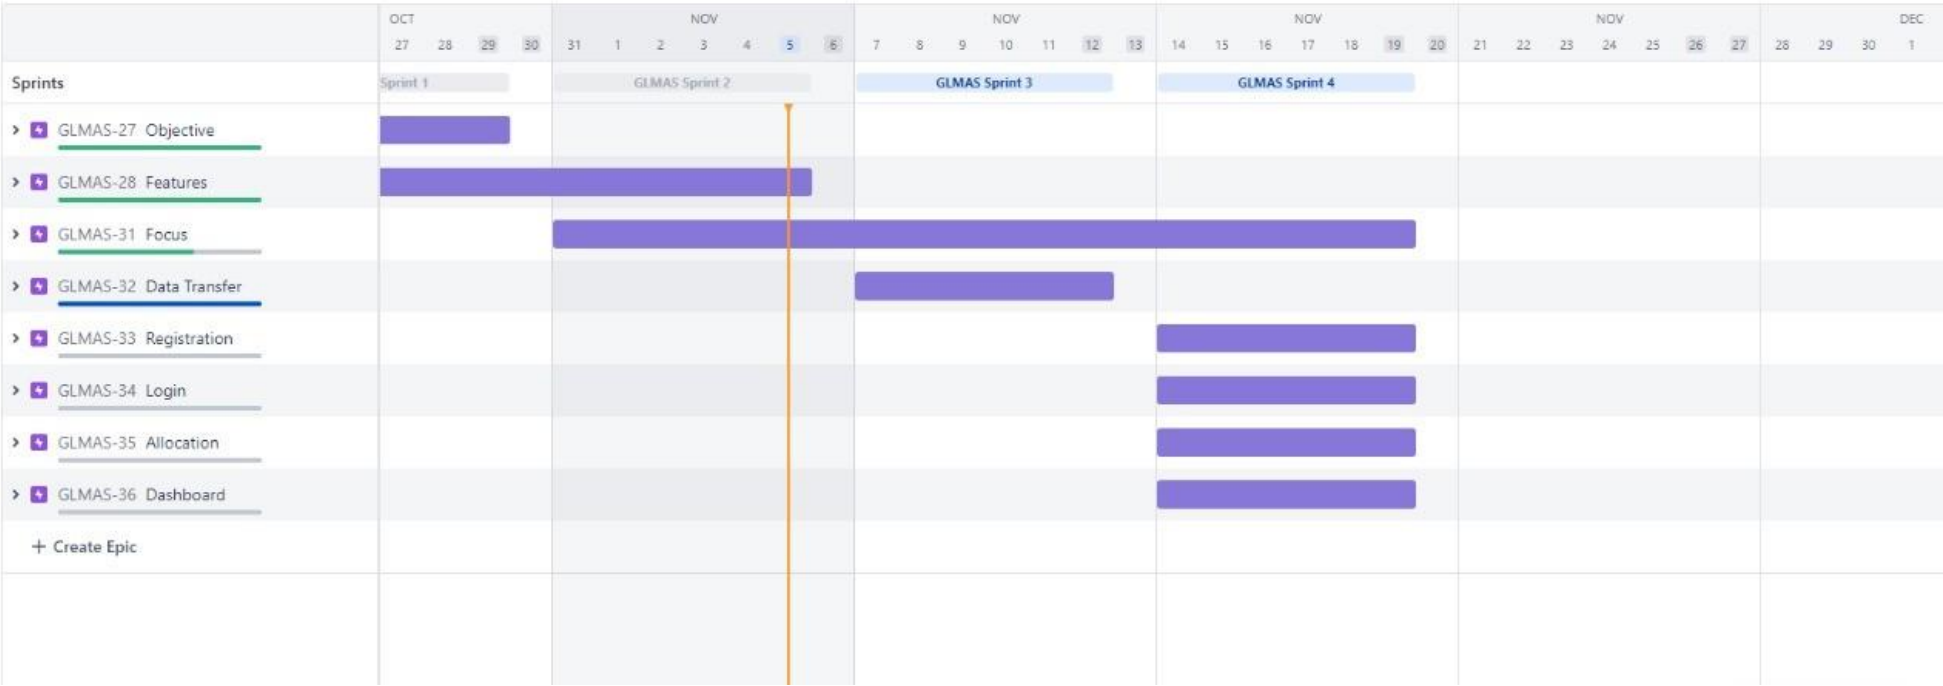 OCT NOV NOV NOV NOV DEC
27 28 29 30 31 1 2 3 4 5 6 7 8 9 10 11 12 13 14 15 16 17 18 19 20 21 22 23 24 25 26 27 28 29 30 1
Sprints Sprint 1 GLMAS Sprint 2 GLMAS Sprint 3 GLMAS Sprint 4
GLMAS-27 Objective
GLMAS-28 Features
GLMAS-31 Focus
GLMAS-32 Data Transfer
GLMAS-33 Registration
GLMAS-34 Login
GLMAS-35 Allocation
GLMAS-36 Dashboard
+ Create Epic